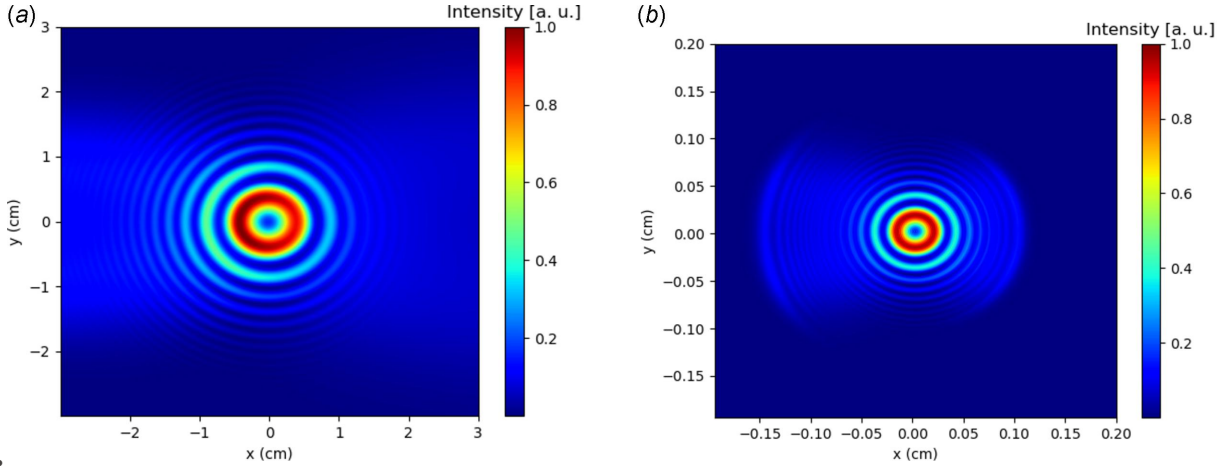 (a)
Intensity [a. u.]
3
2
1
0
−1
−2
y (cm)
−2 −1 0 1 2 3
x (cm)
1.0
0.8
0.6
0.4
0.2
(b)
Intensity [a. u.]
0.20
0.15
0.10
0.05
0.00
−0.05
−0.10
−0.15
y (cm)
−0.15 −0.10 −0.05 0.00 0.05 0.10 0.15 0.20
x (cm)
1.0
0.8
0.6
0.4
0.2